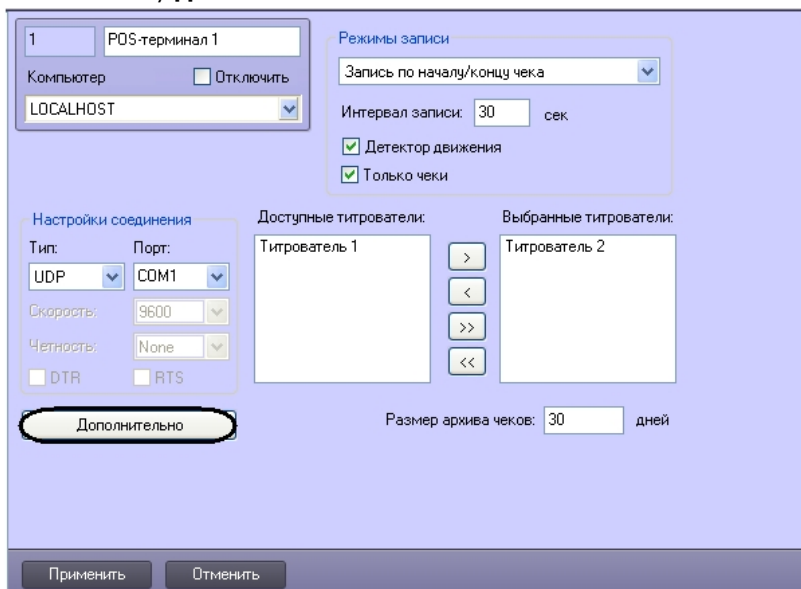 1 POS-терминал 1
Компьютер Отключить
LOCALHOST
Режимы записи
Запись по началу/концу чека
Интервал записи: 30 сек
Детектор движения
Только чеки
Настройки соединения
Тип: Порт:
UDP COM1
Скорость: 9600
Четность: None
DTR RTS
Дополнительно
Доступные титрователи: Выбранные титрователи:
Титрователь 1 Титрователь 2
>
<
>>
<<
Размер архива чеков: 30 дней
Применить Отменить